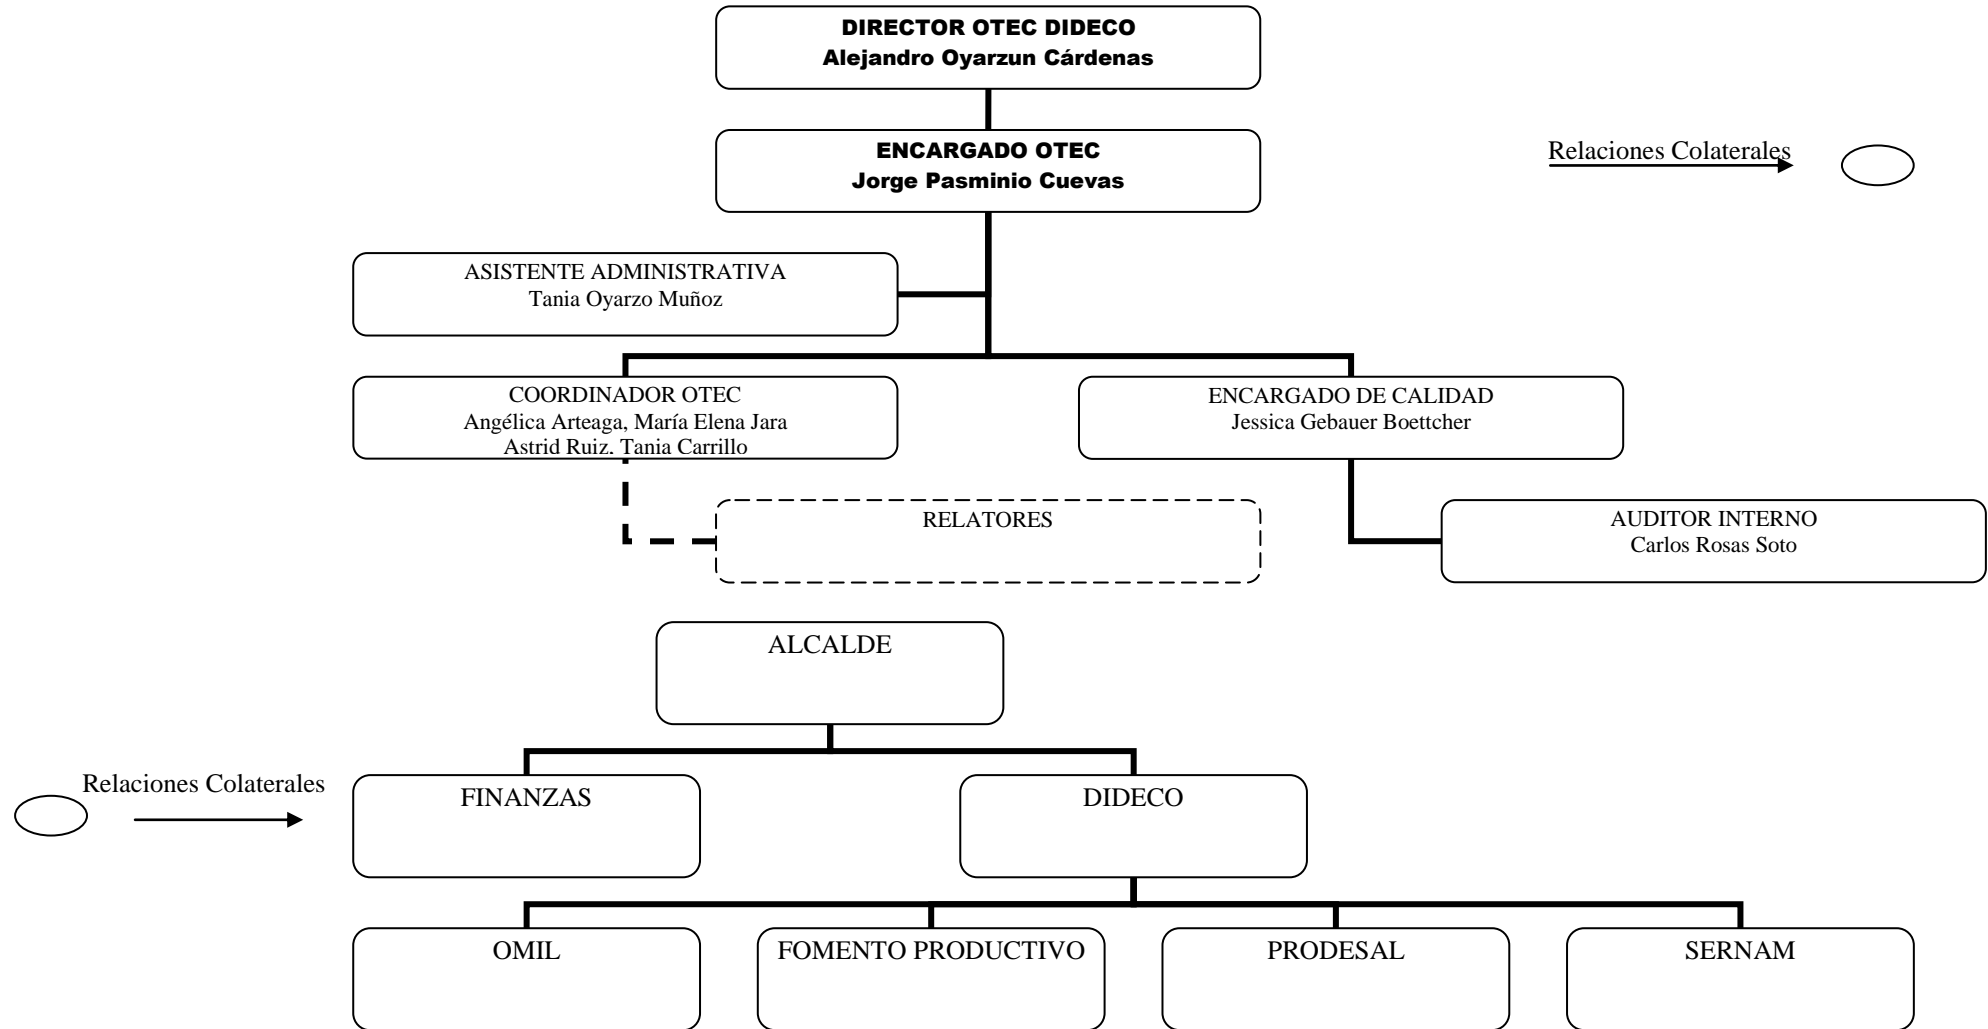 DIRECTOR OTEC DIDECO
Alejandro Oyarzun Cárdenas
ENCARGADO OTEC
Jorge Pasminio Cuevas
Relaciones Colaterales
ASISTENTE ADMINISTRATIVA
Tania Oyarzo Muñoz
COORDINADOR OTEC
Angélica Arteaga, María Elena Jara
Astrid Ruiz. Tania Carrillo
ENCARGADO DE CALIDAD
Jessica Gebauer Boettcher
RELATORES
AUDITOR INTERNO
Carlos Rosas Soto
ALCALDE
Relaciones Colaterales
FINANZAS
DIDECO
OMIL
FOMENTO PRODUCTIVO
PRODESAL
SERNAM